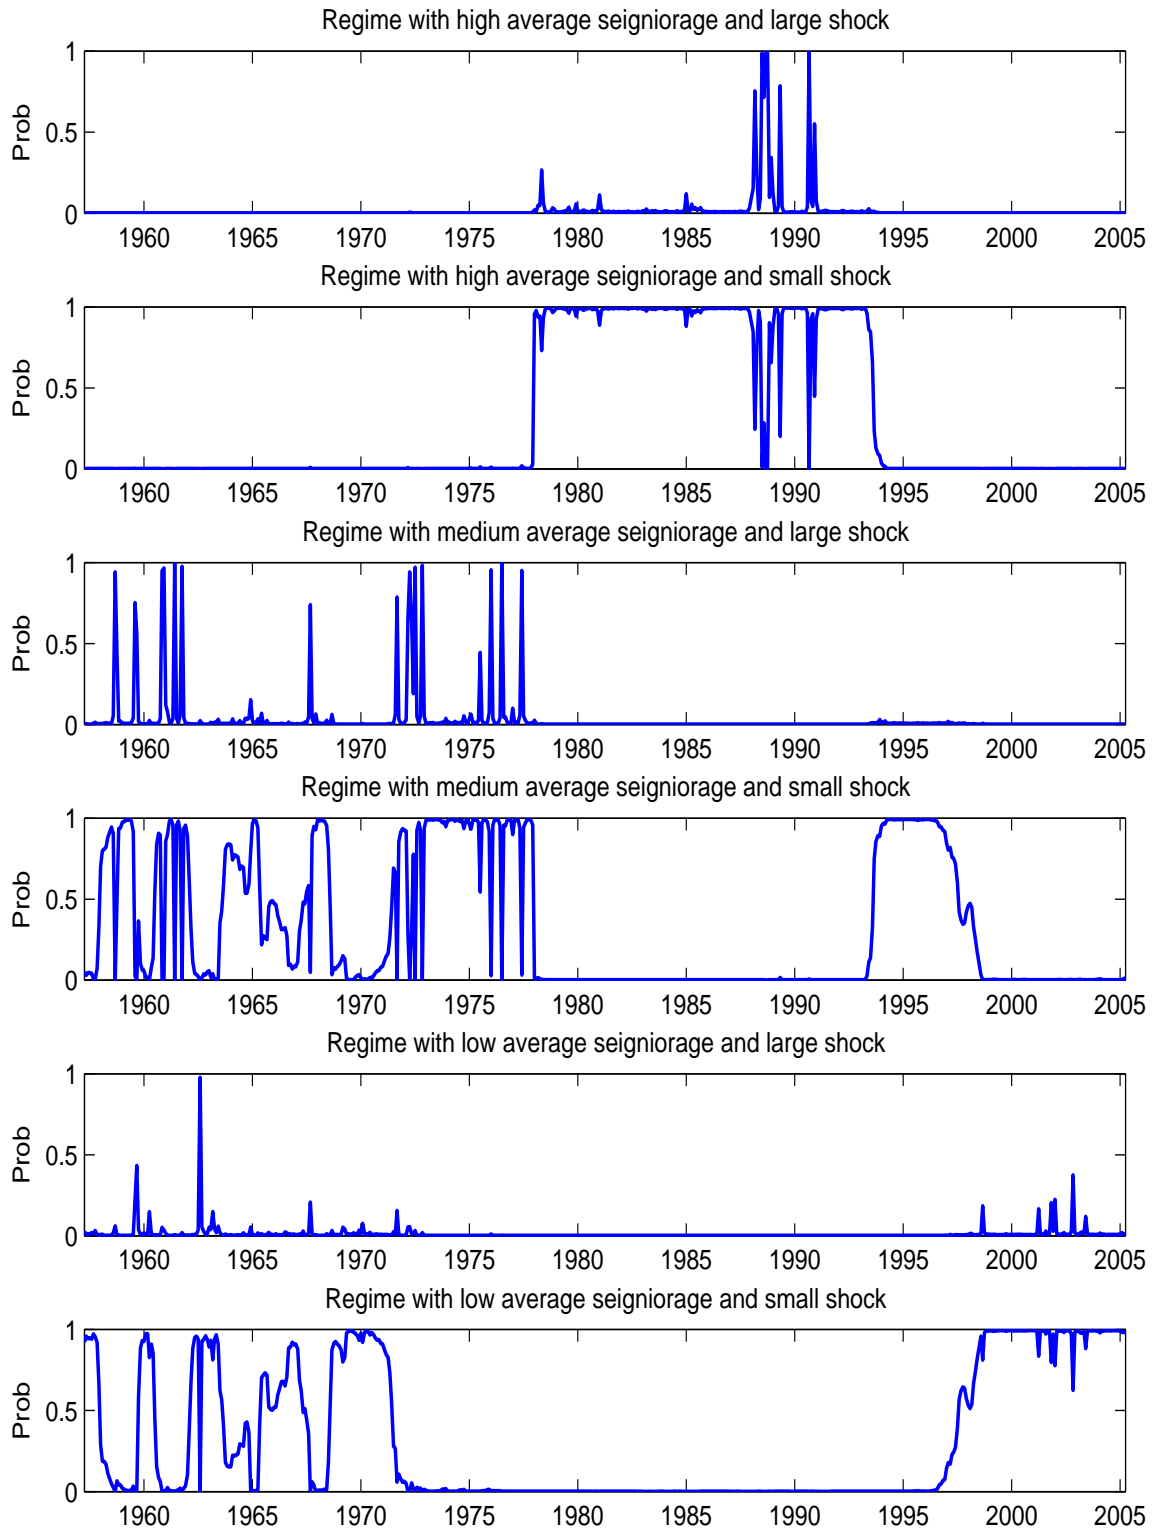 Regime with high average seigniorage and large shock
1
0.5
0
Prob
1960 1965 1970 1975 1980 1985 1990 1995 2000 2005
Regime with high average seigniorage and small shock
1
0.5
0
Prob
1960 1965 1970 1975 1980 1985 1990 1995 2000 2005
Regime with medium average seigniorage and large shock
1
0.5
0
Prob
1960 1965 1970 1975 1980 1985 1990 1995 2000 2005
Regime with medium average seigniorage and small shock
1
0.5
0
Prob
1960 1965 1970 1975 1980 1985 1990 1995 2000 2005
Regime with low average seigniorage and large shock
1
0.5
0
Prob
1960 1965 1970 1975 1980 1985 1990 1995 2000 2005
Regime with low average seigniorage and small shock
1
0.5
0
Prob
1960 1965 1970 1975 1980 1985 1990 1995 2000 2005